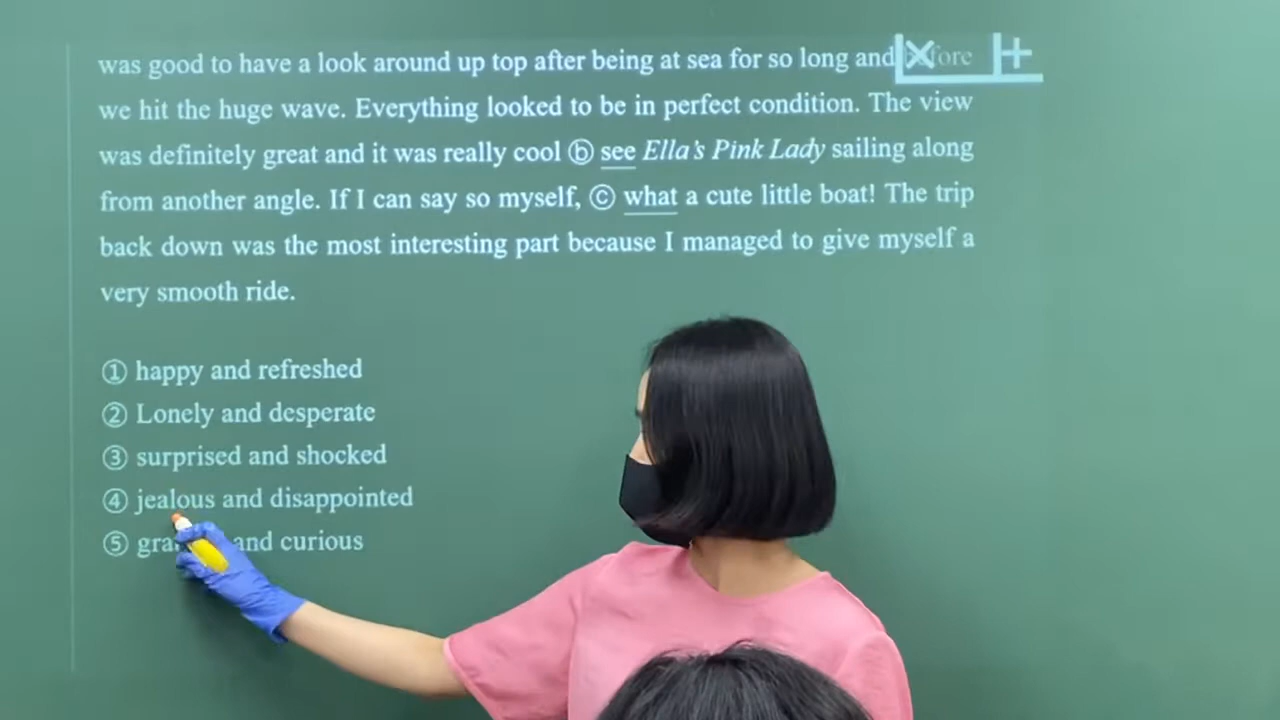 was good to have a look around up top after being at sea for so long and
we hit the huge wave. Everything looked to be in perfect condition. The view
was definitely great and it was really cool ⓑ see Ella's Pink Lady sailing along
from another angle. If I can say so myself, ⓒ what a cute little boat! The trip
back down was the most interesting part because I managed to give myself a
very smooth ride.
① happy and refreshed
② Lonely and desperate
③ surprised and shocked
④ jealous and disappointed
⑤ and curious